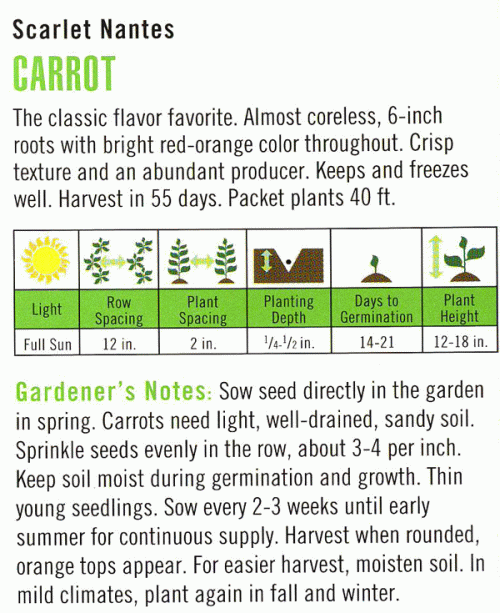 Scarlet Nantes
CARROT
The classic flavor favorite. Almost coreless, 6-inch
roots with bright red-orange color throughout. Crisp
texture and an abundant producer. Keeps and freezes
well. Harvest in 55 days. Packet plants 40 ft.
Light Row Spacing Plant Spacing Planting Depth Days to Germination Plant Height
Full Sun 12 in. 2 in. 1/4-1/2 in. 14-21 12-18 in.
Gardener's Notes: Sow seed directly in the garden
in spring. Carrots need light, well-drained, sandy soil.
Sprinkle seeds evenly in the row, about 3-4 per inch.
Keep soil moist during germination and growth. Thin
young seedlings. Sow every 2-3 weeks until early
summer for continuous supply. Harvest when rounded,
orange tops appear. For easier harvest, moisten soil. In
mild climates, plant again in fall and winter.